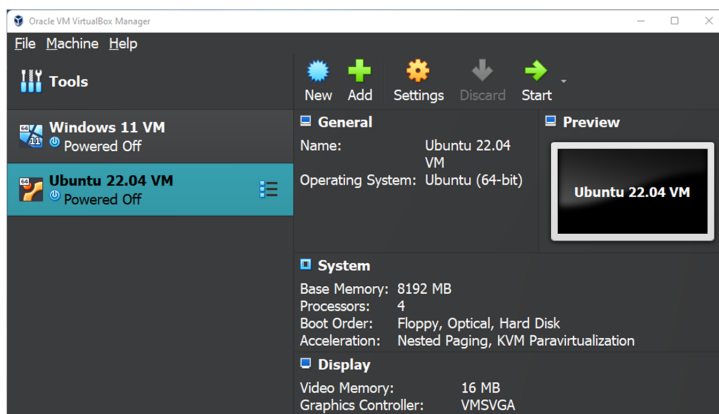 Oracle VM VirtualBox Manager
File Machine Help
Tools
New Add Settings Discard Start
64 11 Windows 11 VM
Powered Off
64 Ubuntu 22.04 VM
Powered Off
General
Name: Ubuntu 22.04
VM
Operating System: Ubuntu (64-bit)
Preview
Ubuntu 22.04 VM
System
Base Memory: 8192 MB
Processors: 4
Boot Order: Floppy, Optical, Hard Disk
Acceleration: Nested Paging, KVM Paravirtualization
Display
Video Memory: 16 MB
Graphics Controller: VMSVGA